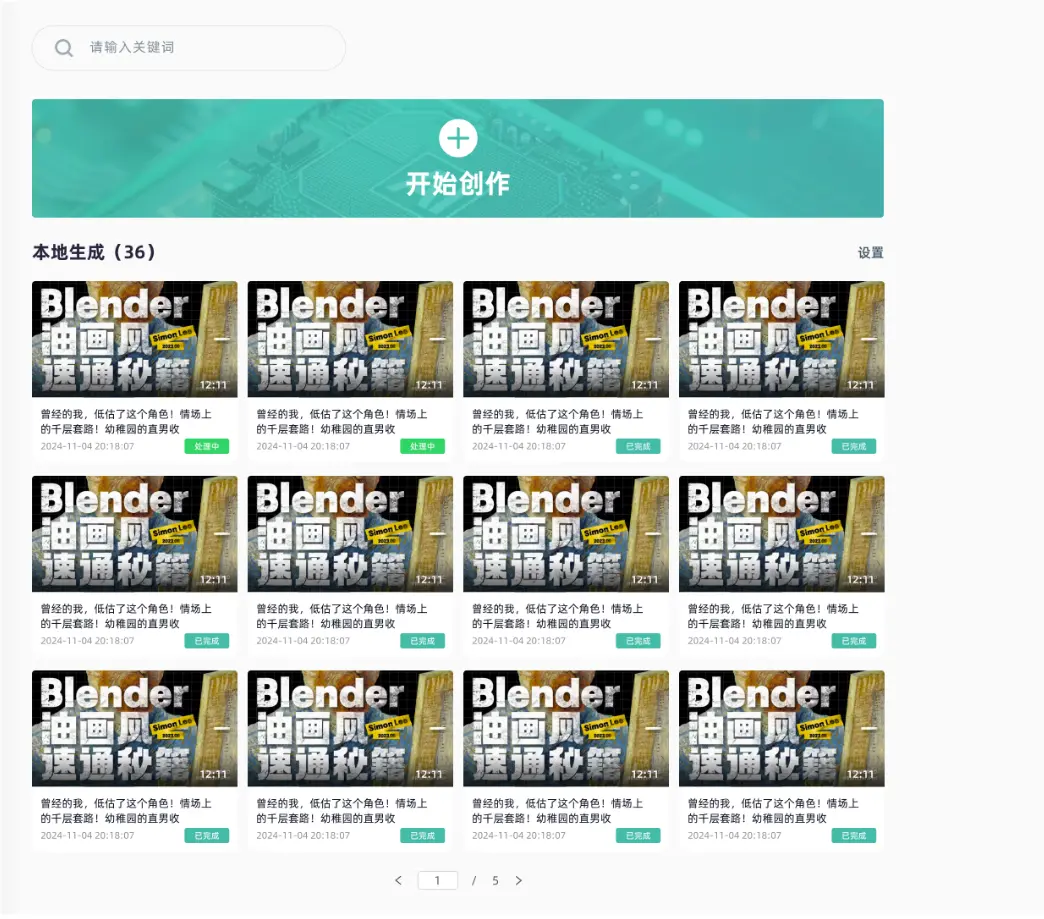 请输入关键词
开始创作
本地生成（36）
设置
Blender
油画风
Simon Lee
速通秘籍
12:11
Blender
油画风
Simon Lee
速通秘籍
12:11
Blender
油画风
Simon Lee
速通秘籍
12:11
Blender
油画风
Simon Lee
速通秘籍
12:11
曾经的我，低估了这个角色！情场上
的千层套路！幼稚园的直男收
2024-11-04 20:18:07
处理中
曾经的我，低估了这个角色！情场上
的千层套路！幼稚园的直男收
2024-11-04 20:18:07
处理中
曾经的我，低估了这个角色！情场上
的千层套路！幼稚园的直男收
2024-11-04 20:18:07
已完成
曾经的我，低估了这个角色！情场上
的千层套路！幼稚园的直男收
2024-11-04 20:18:07
已完成
Blender
油画风
Simon Lee
速通秘籍
12:11
Blender
油画风
Simon Lee
速通秘籍
12:11
Blender
油画风
Simon Lee
速通秘籍
12:11
Blender
油画风
Simon Lee
速通秘籍
12:11
曾经的我，低估了这个角色！情场上
的千层套路！幼稚园的直男收
2024-11-04 20:18:07
已完成
曾经的我，低估了这个角色！情场上
的千层套路！幼稚园的直男收
2024-11-04 20:18:07
已完成
曾经的我，低估了这个角色！情场上
的千层套路！幼稚园的直男收
2024-11-04 20:18:07
已完成
曾经的我，低估了这个角色！情场上
的千层套路！幼稚园的直男收
2024-11-04 20:18:07
已完成
Blender
油画风
Simon Lee
速通秘籍
12:11
Blender
油画风
Simon Lee
速通秘籍
12:11
Blender
油画风
Simon Lee
速通秘籍
12:11
Blender
油画风
Simon Lee
速通秘籍
12:11
曾经的我，低估了这个角色！情场上
的千层套路！幼稚园的直男收
2024-11-04 20:18:07
已完成
曾经的我，低估了这个角色！情场上
的千层套路！幼稚园的直男收
2024-11-04 20:18:07
已完成
曾经的我，低估了这个角色！情场上
的千层套路！幼稚园的直男收
2024-11-04 20:18:07
已完成
曾经的我，低估了这个角色！情场上
的千层套路！幼稚园的直男收
2024-11-04 20:18:07
已完成
< 1 / 5 >